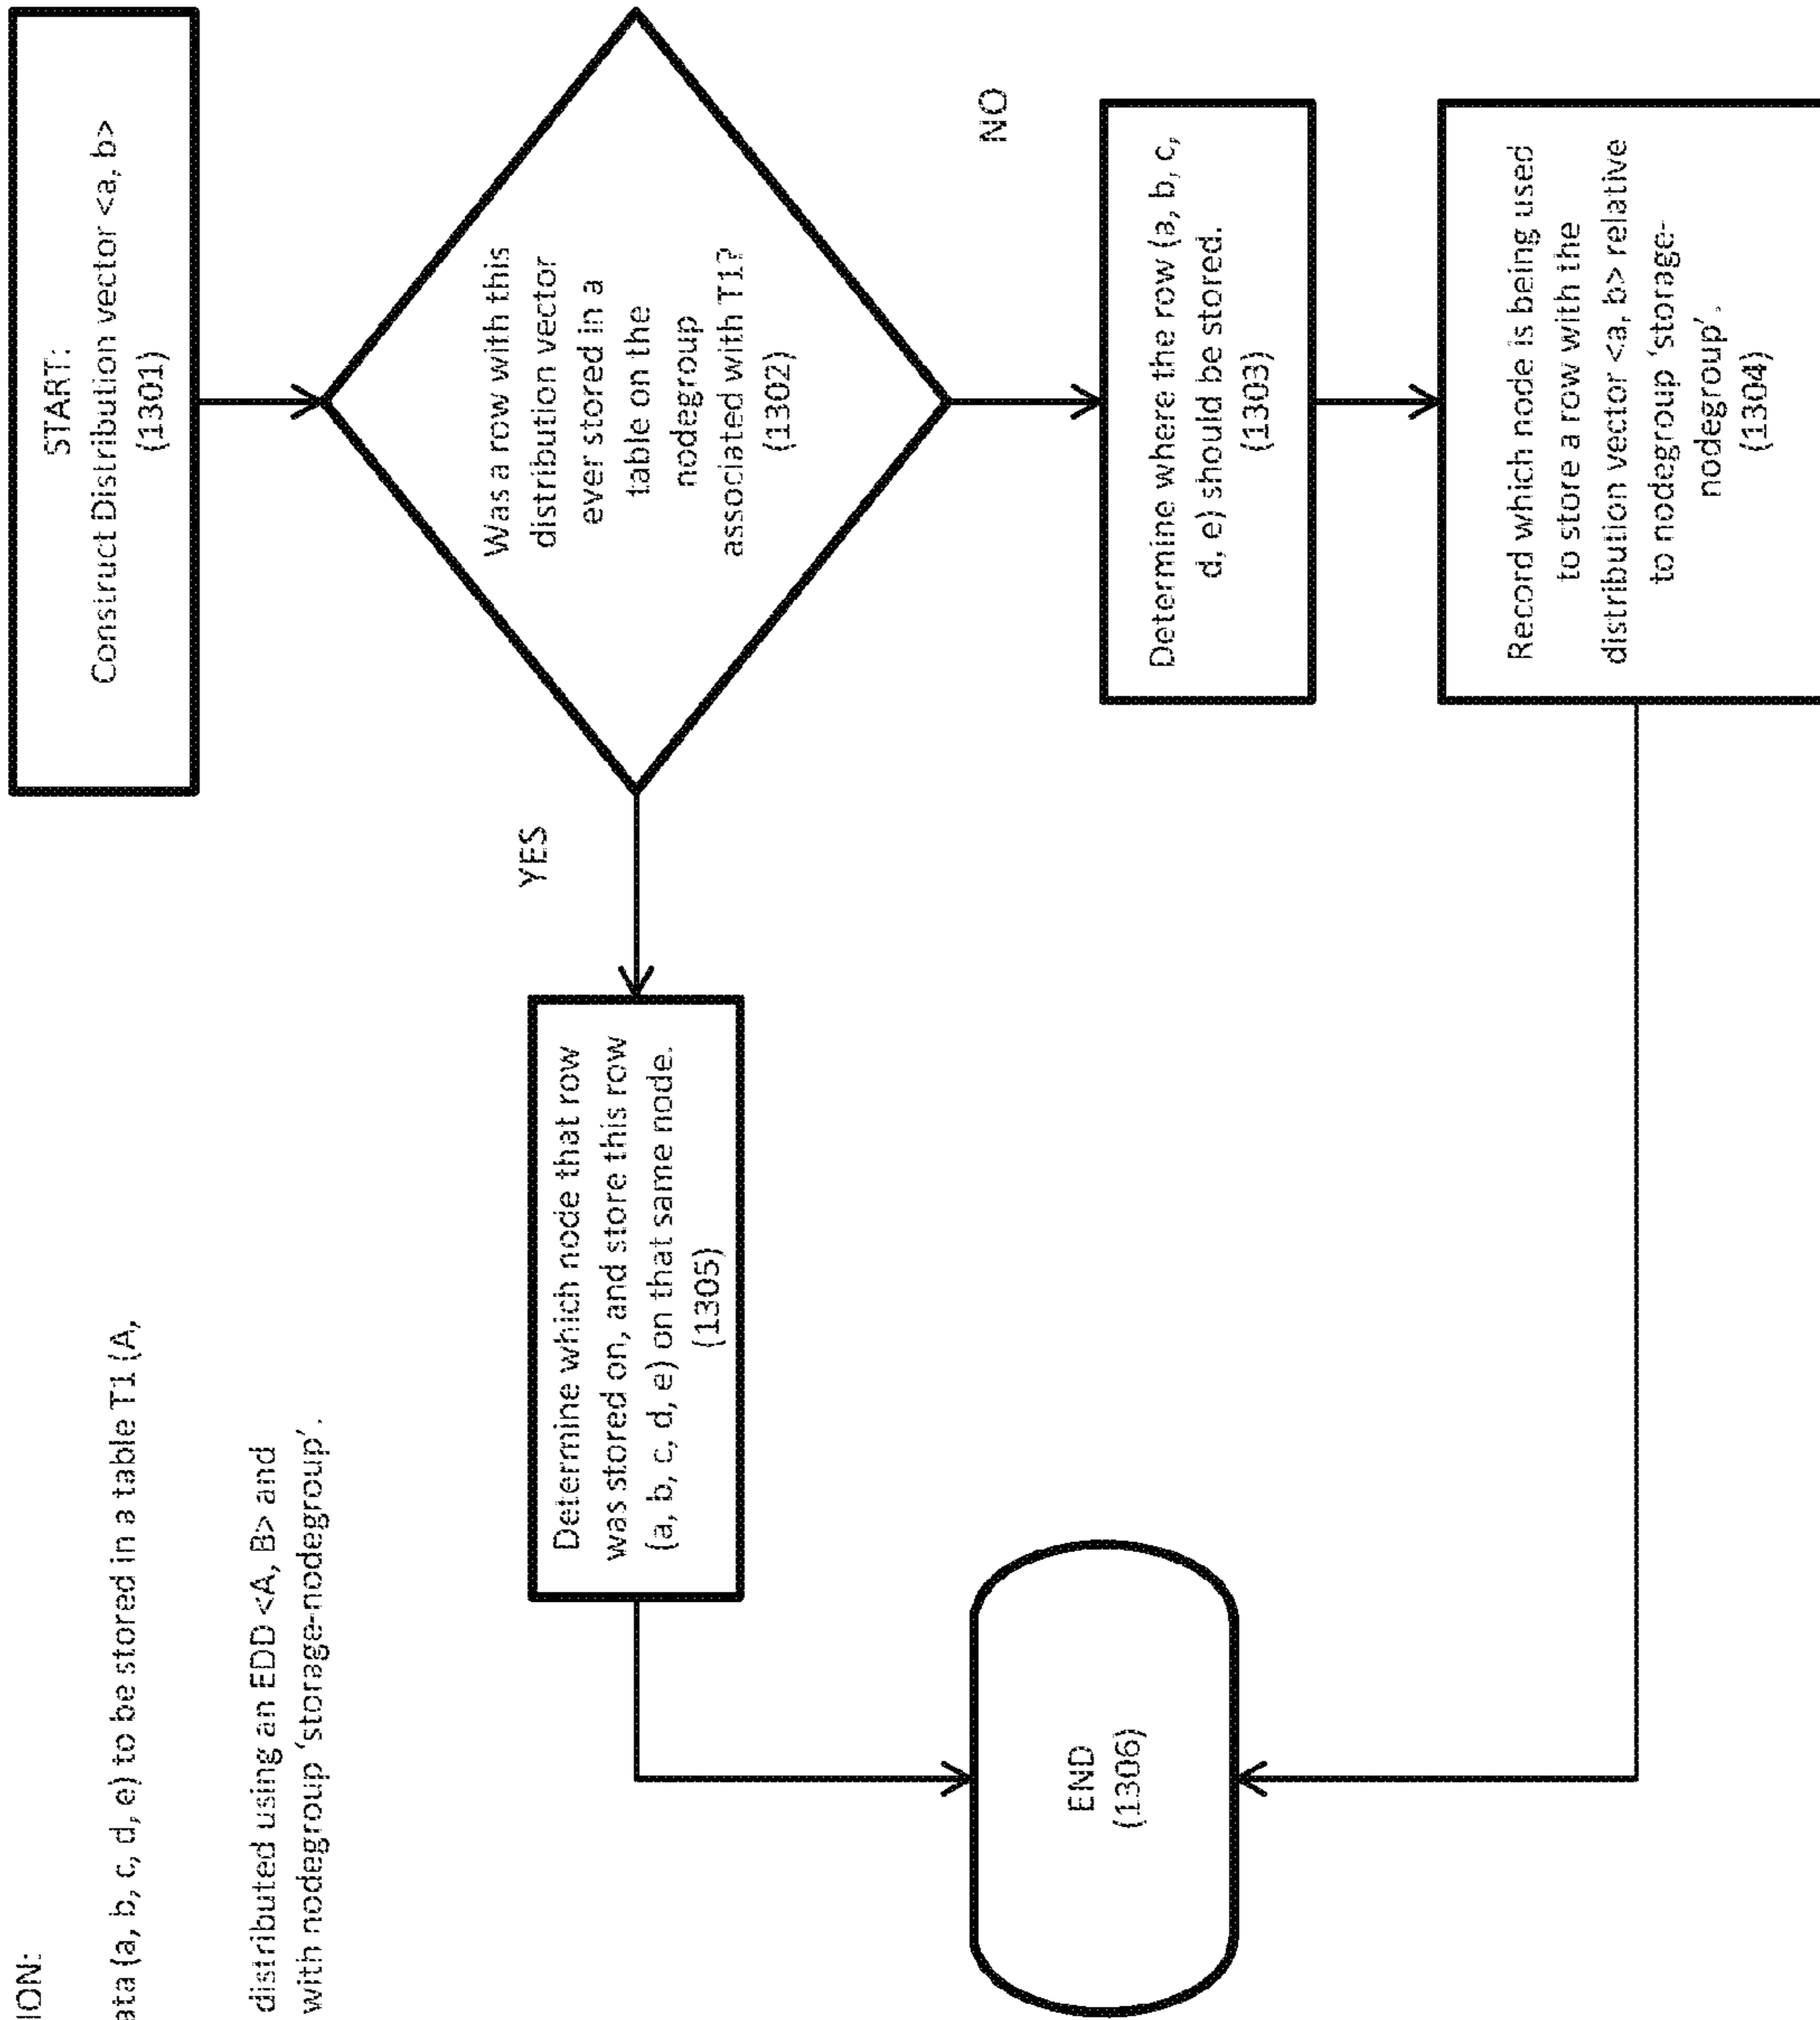 ION:
ata (a, b, c, d, e) to be stored in a table T1 (A,
distributed using an EDD <A, B> and
with nodegroup ‘storage-nodegroup’.
START:
Construct Distribution vector <a, b>
(1301)
Was a row with this
distribution vector
ever stored in a
table on the
nodegroup
associated with T1?
(1302)
YES
NO
Determine which node that row
was stored on, and store this row
(a, b, c, d, e) on that same node.
(1305)
Determine where the row (a, b, c,
d, e) should be stored.
(1303)
Record which node is being used
to store a row with the
distribution vector <a, b> relative
to nodegroup ‘storage-
nodegroup’.
(1304)
END
(1306)